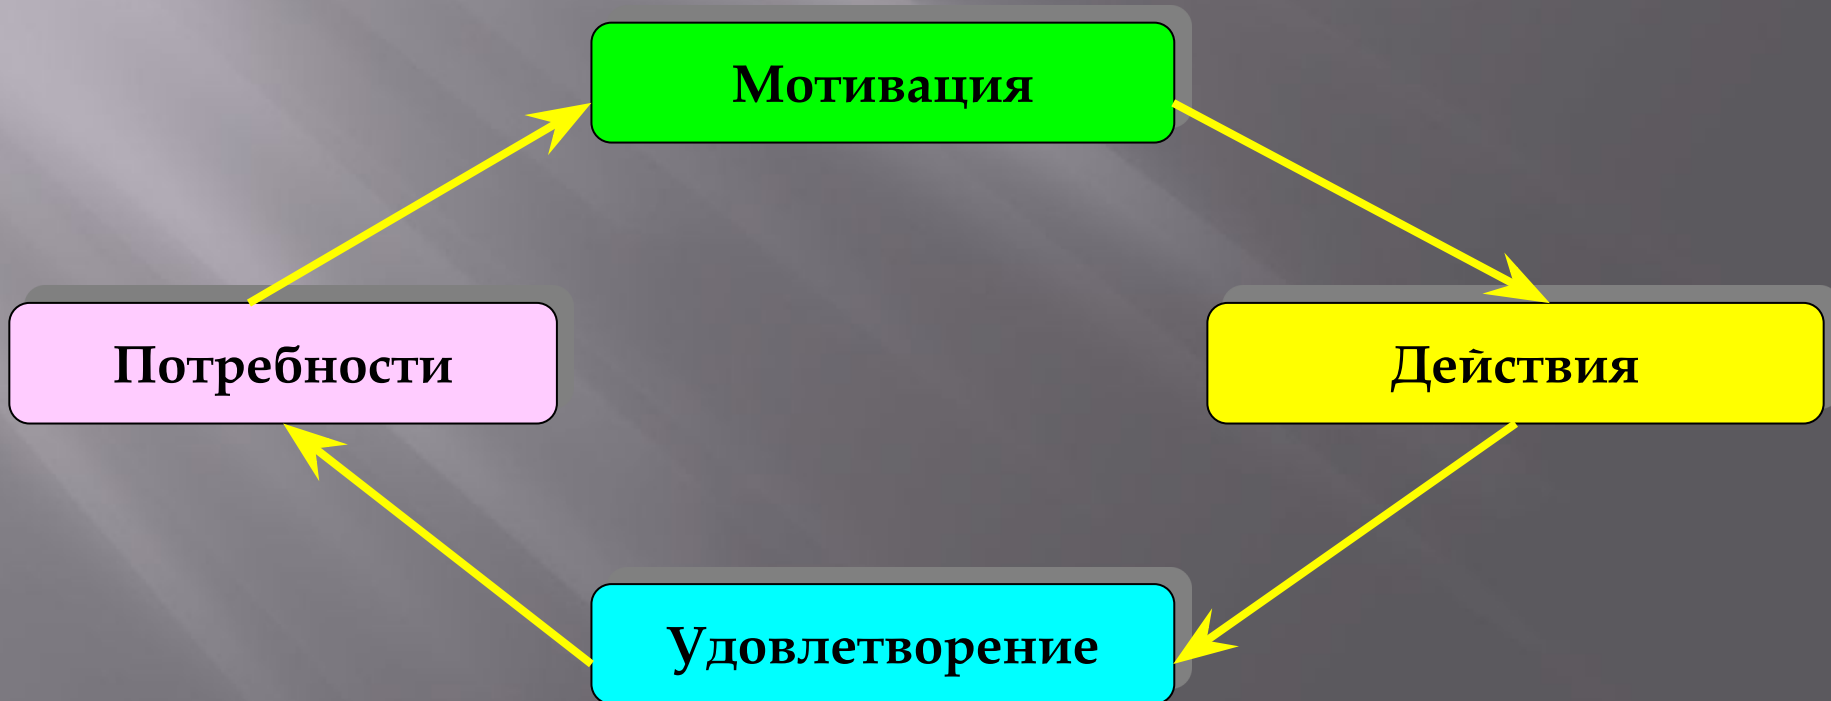 Мотивация
Потребности
Действия
Удовлетворение